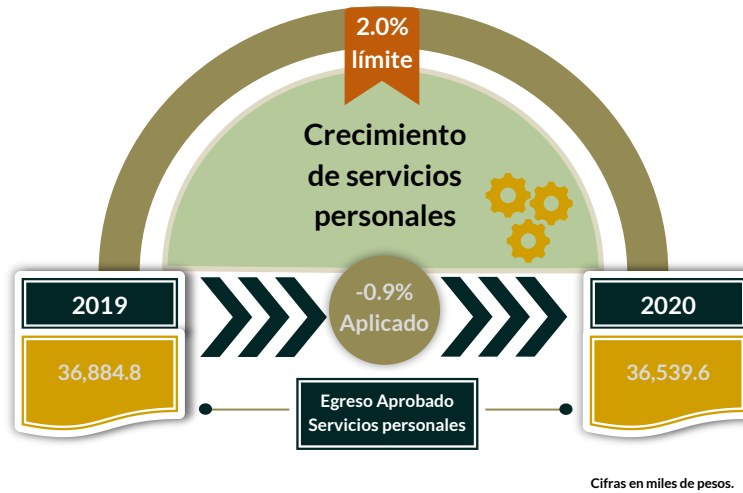 2.0%
límite
Crecimiento
de servicios
personales
2019
-0.9%
Aplicado
2020
36,884.8
36,539.6
Egreso Aprobado
Servicios personales
Cifras en miles de pesos.